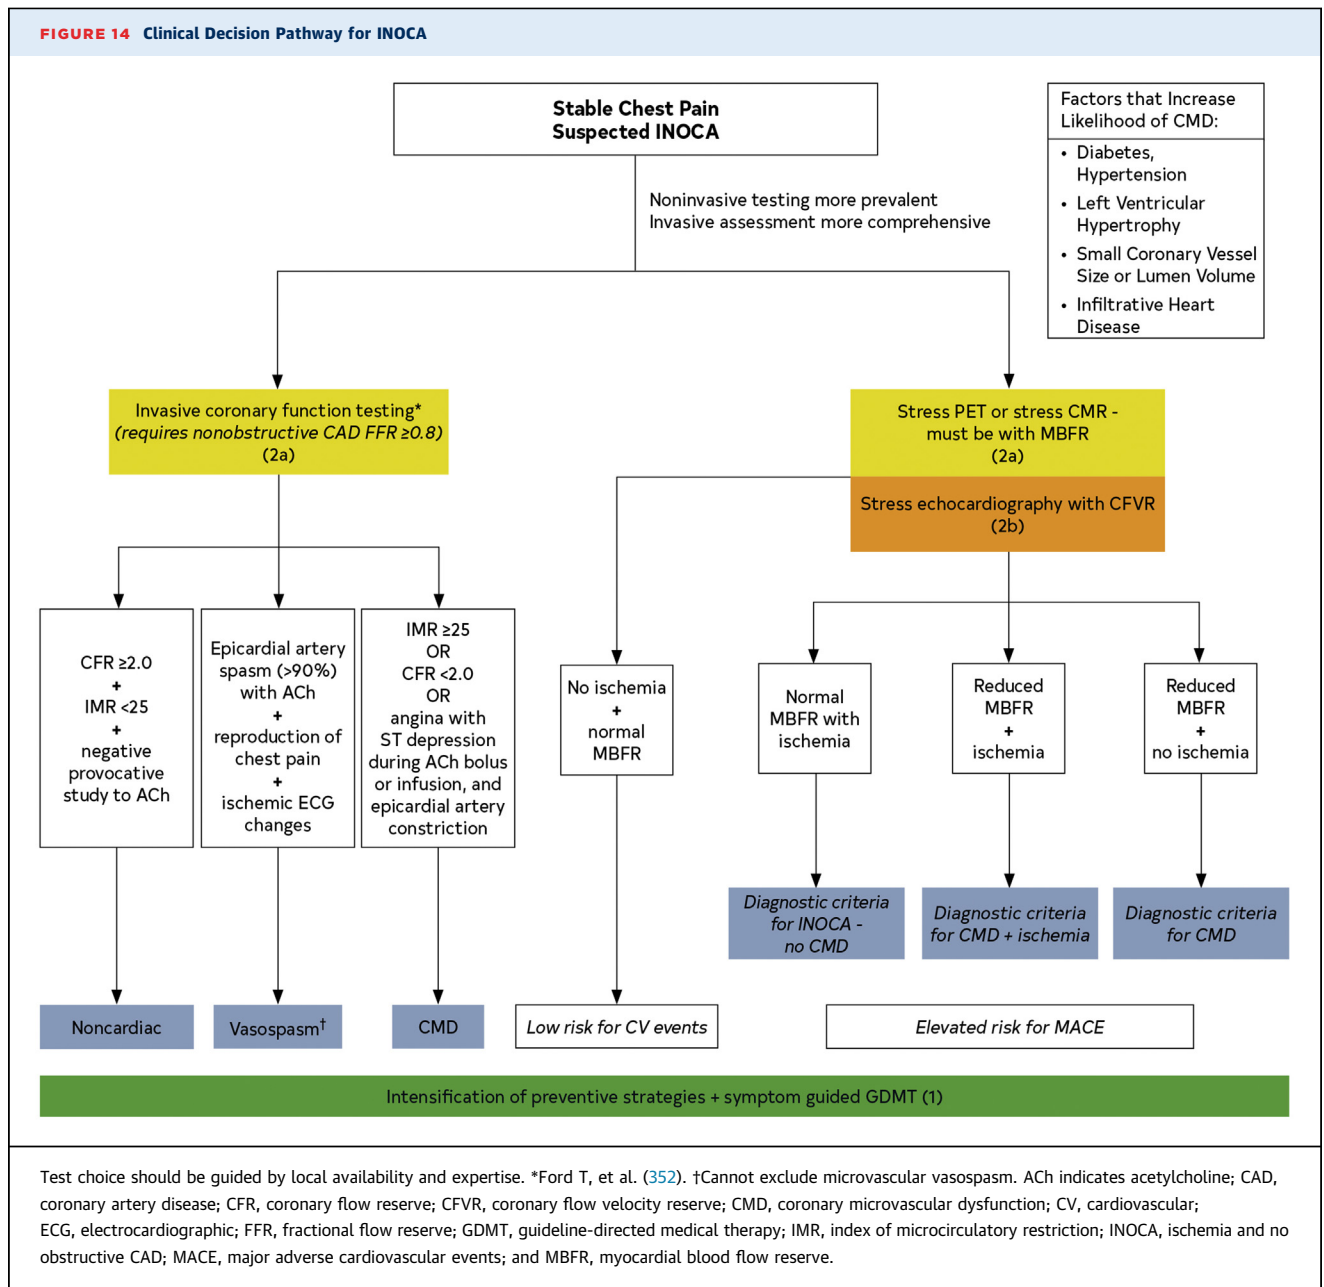 FIGURE 14 Clinical Decision Pathway for INOCA
Stable Chest Pain
Suspected INOCA
Factors that Increase
Likelihood of CMD:
• Diabetes,
Hypertension
• Left Ventricular
Hypertrophy
• Small Coronary Vessel
Size or Lumen Volume
• Infiltrative Heart
Disease
Noninvasive testing more prevalent
Invasive assessment more comprehensive
Invasive coronary function testing*
(requires nonobstructive CAD FFR ≥0.8)
(2a)
Stress PET or stress CMR -
must be with MBFR
(2a)
Stress echocardiography with CFVR
(2b)
CFR ≥2.0
+
IMR <25
+
negative
provocative
study to ACh
Epicardial artery
spasm (>90%)
with ACh
+
reproduction of
chest pain
+
ischemic ECG
changes
IMR ≥25
OR
CFR <2.0
OR
angina with
ST depression
during ACh bolus
or infusion, and
epicardial artery
constriction
No ischemia
+
normal
MBFR
Normal
MBFR with
ischemia
Reduced
MBFR
+
ischemia
Reduced
MBFR
+
no ischemia
Diagnostic criteria
for INOCA -
no CMD
Diagnostic criteria
for CMD + ischemia
Diagnostic criteria
for CMD
Noncardiac
Vasospasm†
CMD
Low risk for CV events
Elevated risk for MACE
Intensification of preventive strategies + symptom guided GDMT (1)
Test choice should be guided by local availability and expertise. *Ford T, et al. (352). †Cannot exclude microvascular vasospasm. ACh indicates acetylcholine; CAD,
coronary artery disease; CFR, coronary flow reserve; CFVR, coronary flow velocity reserve; CMD, coronary microvascular dysfunction; CV, cardiovascular;
ECG, electrocardiographic; FFR, fractional flow reserve; GDMT, guideline-directed medical therapy; IMR, index of microcirculatory restriction; INOCA, ischemia and no
obstructive CAD; MACE, major adverse cardiovascular events; and MBFR, myocardial blood flow reserve.